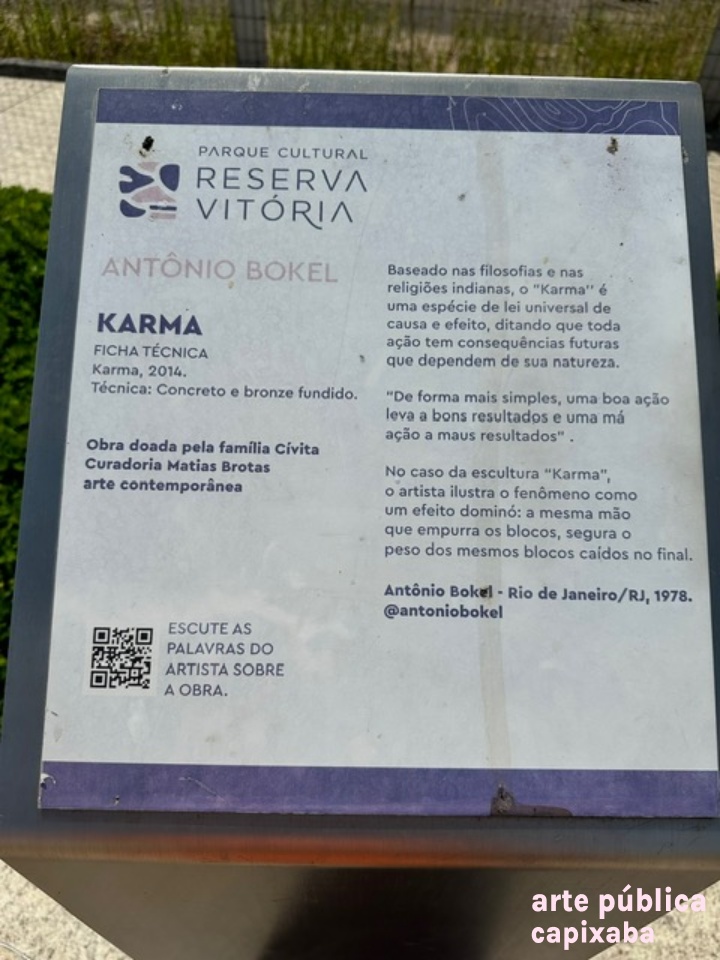 PARQUE CULTURAL
RESERVA
VITÓRIA
ANTÔNIO BOKEL
KARMA
FICHA TÉCNICA
Karma, 2014.
Técnica: Concreto e bronze fundido.
Obra doada pela família Cívita
Curadoria Matias Brotas
arte contemporânea
ESCUTE AS
PALAVRAS DO
ARTISTA SOBRE
A OBRA.
Baseado nas filosofias e nas
religiões indianas, o "Karma" é
uma espécie de lei universal de
causa e efeito, ditando que toda
ação tem consequências futuras
que dependem de sua natureza.
"De forma mais simples, uma boa ação
leva a bons resultados e uma má
ação a maus resultados" .
No caso da escultura "Karma",
o artista ilustra o fenômeno como
um efeito dominó: a mesma mão
que empurra os blocos, segura o
peso dos mesmos blocos caídos no final.
Antônio Bokel - Rio de Janeiro/RJ, 1978.
@antoniobokel
arte pública
capixaba